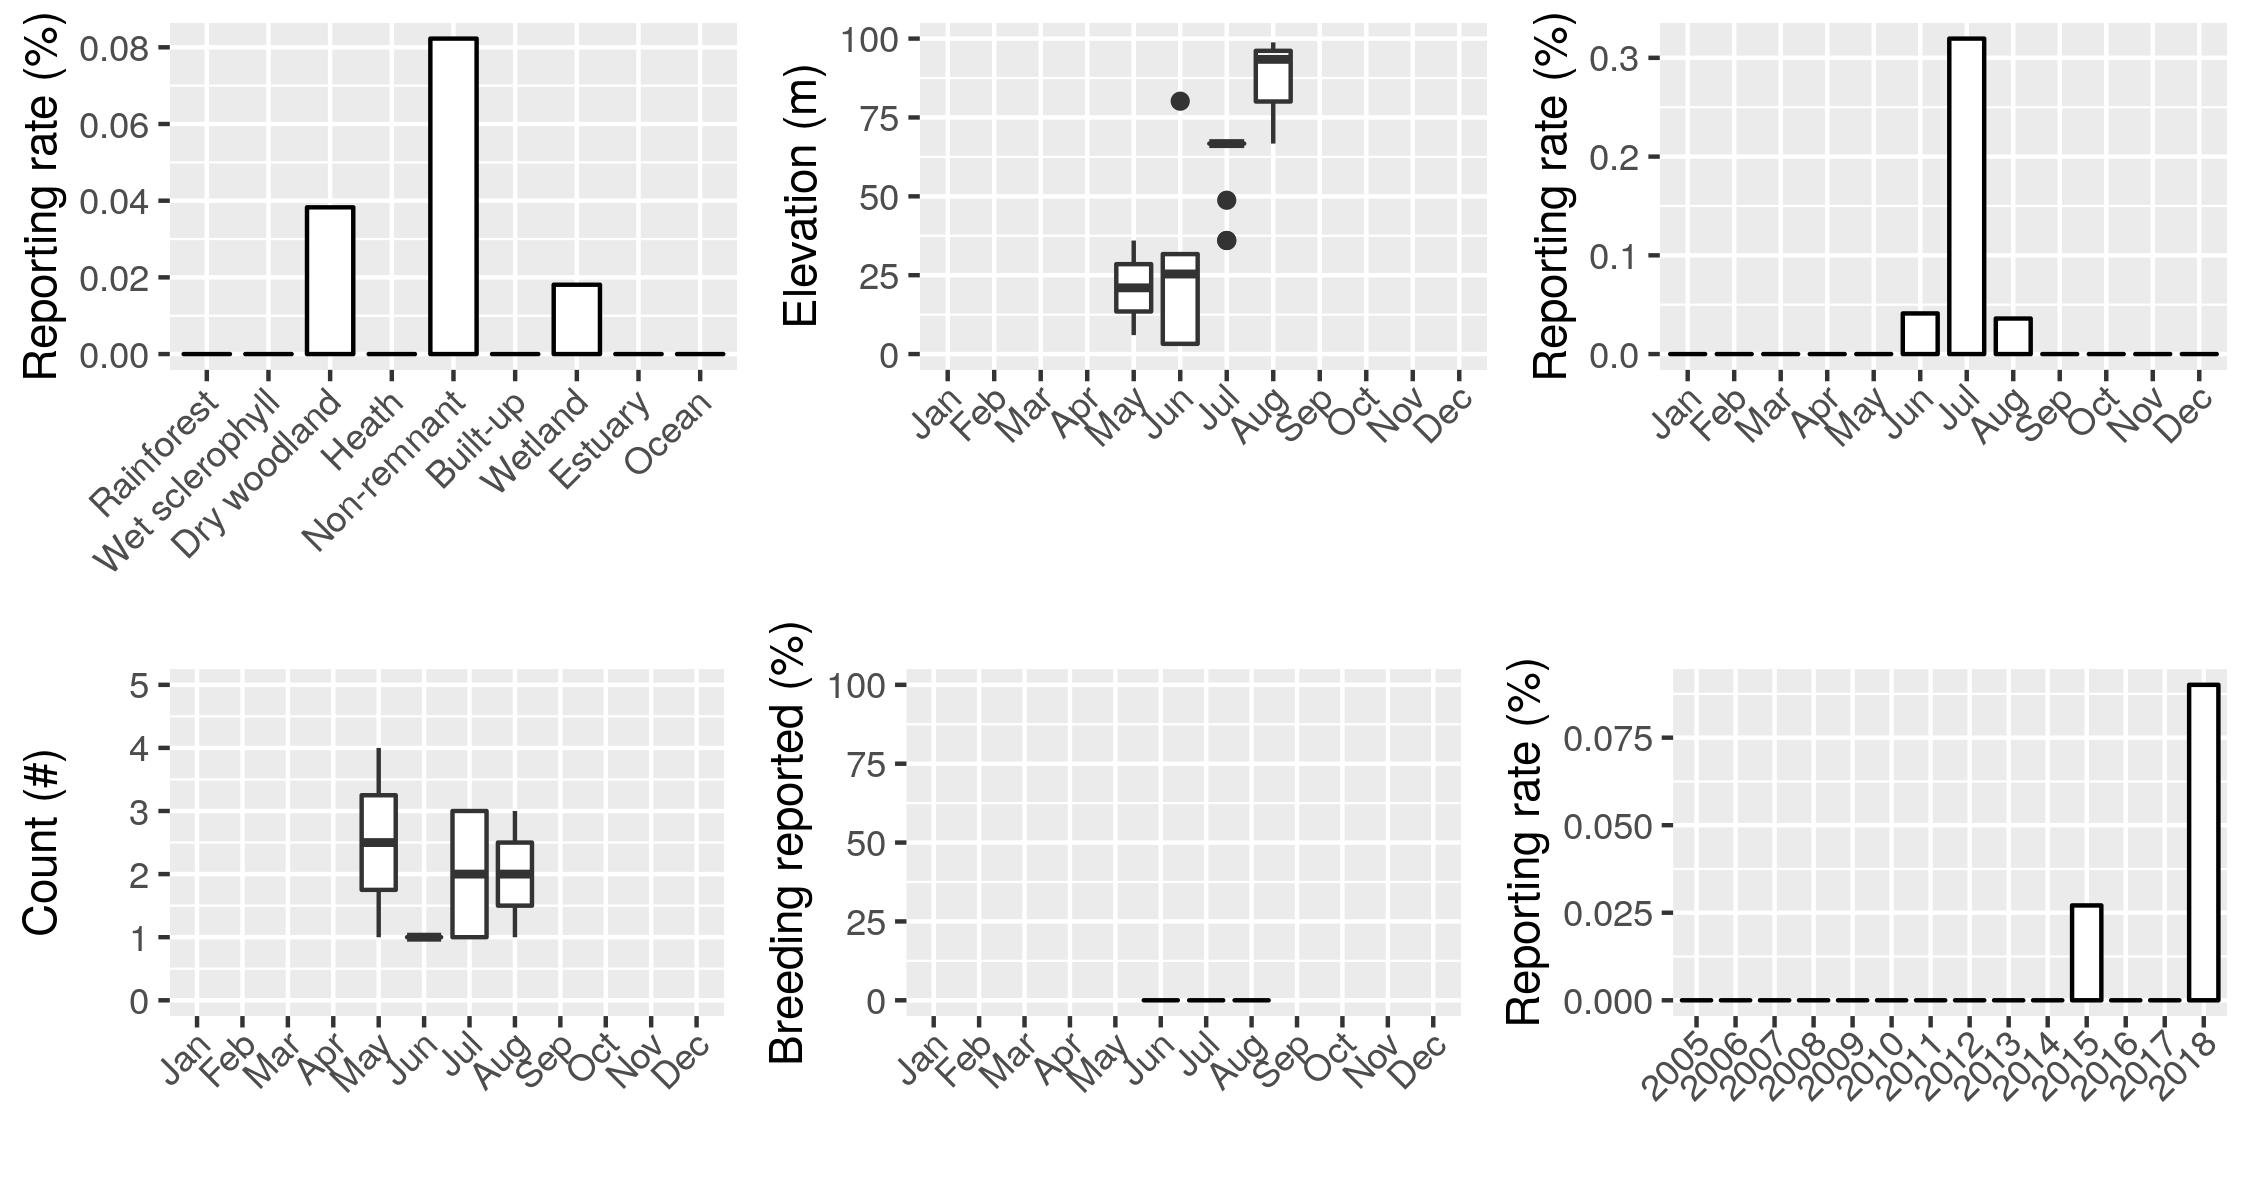 Reporting rate (%)
0.08
0.06
0.04
0.02
0.00
Rainforest
Wet sclerophyll
Dry woodland
Heath
Non-remnant
Built-up
Wetland
Estuary
Ocean
Elevation (m)
100
75
50
25
0
Jan
Feb
Mar
Apr
May
Jun
Jul
Aug
Sep
Oct
Nov
Dec
Reporting rate (%)
0.3
0.2
0.1
0.0
Jan
Feb
Mar
Apr
May
Jun
Jul
Aug
Sep
Oct
Nov
Dec
Count (#)
5
4
3
2
1
0
Jan
Feb
Mar
Apr
May
Jun
Jul
Aug
Sep
Oct
Nov
Dec
Breeding reported (%)
100
75
50
25
0
Jan
Feb
Mar
Apr
May
Jun
Jul
Aug
Sep
Oct
Nov
Dec
Reporting rate (%)
0.075
0.050
0.025
0.000
2005
2006
2007
2008
2009
2010
2011
2012
2013
2014
2015
2016
2017
2018